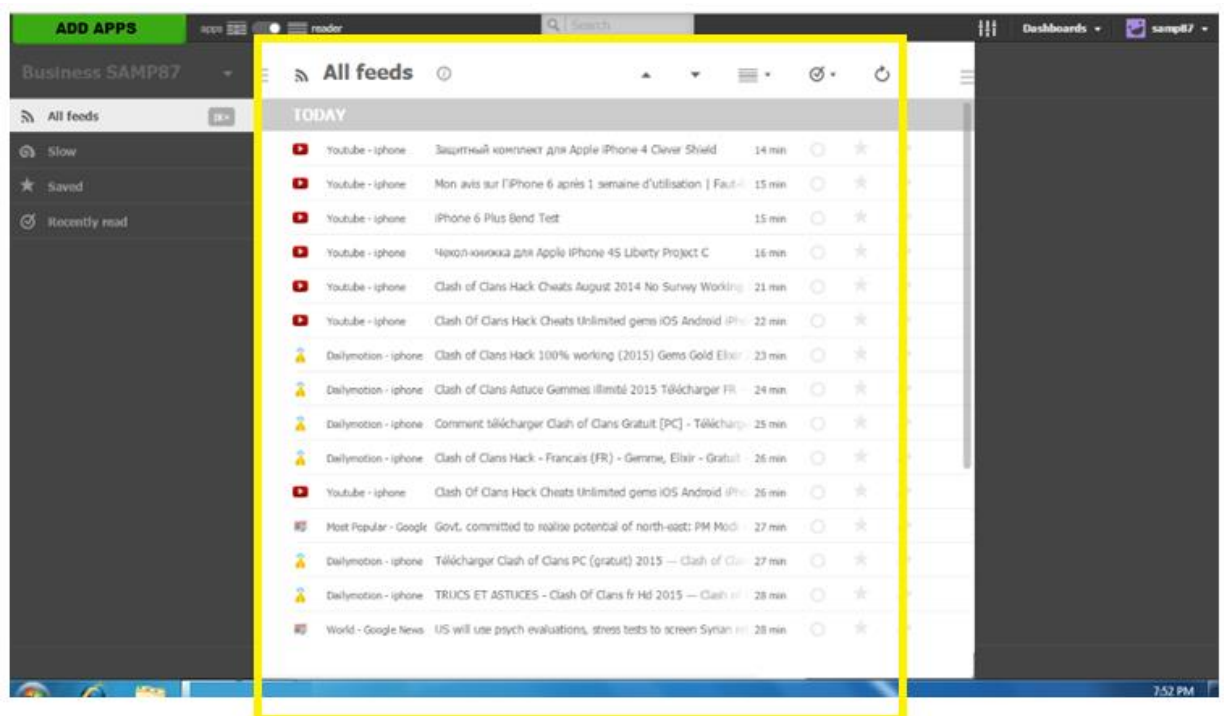 ADD APPS apps reader Search Dashboards samp87
Business SAMP87
All feeds
Slow
Saved
Recently read
All feeds
TODAY
Youtube - iphone Защитный комплект для Apple iPhone 4 Clever Shield 14 min
Youtube - iphone Mon avis sur l'iPhone 6 après 1 semaine d'utilisation | Faut-i 15 min
Youtube - iphone iPhone 6 Plus Bend Test 15 min
Youtube - iphone Чехол-книжка для Apple iPhone 4S Liberty Project C 16 min
Youtube - iphone Clash of Clans Hack Cheats August 2014 No Survey Working 21 min
Youtube - iphone Clash Of Clans Hack Cheats Unlimited gems iOS Android iPho 22 min
Dailymotion - iphone Clash of Clans Hack 100% working (2015) Gems Gold Elixir 23 min
Dailymotion - iphone Clash of Clans Astuce Gemmes illimité 2015 Télécharger FR 24 min
Dailymotion - iphone Comment télécharger Clash of Clans Gratuit [PC] - Télécharg 25 min
Dailymotion - iphone Clash of Clans Hack - Francais (FR) - Gemme, Elixir - Gratuit - 26 min
Youtube - iphone Clash Of Clans Hack Cheats Unlimited gems iOS Android iPho 26 min
Most Popular - Google Govt. committed to realise potential of north-east: PM Modi 27 min
Dailymotion - iphone Télécharger Clash of Clans PC (gratuit) 2015 — Clash of Cla 27 min
Dailymotion - iphone TRUCS ET ASTUCES - Clash Of Clans fr Hd 2015 — Clash of 28 min
World - Google News US will use psych evaluations, stress tests to screen Syrian 28 min
7:52 PM